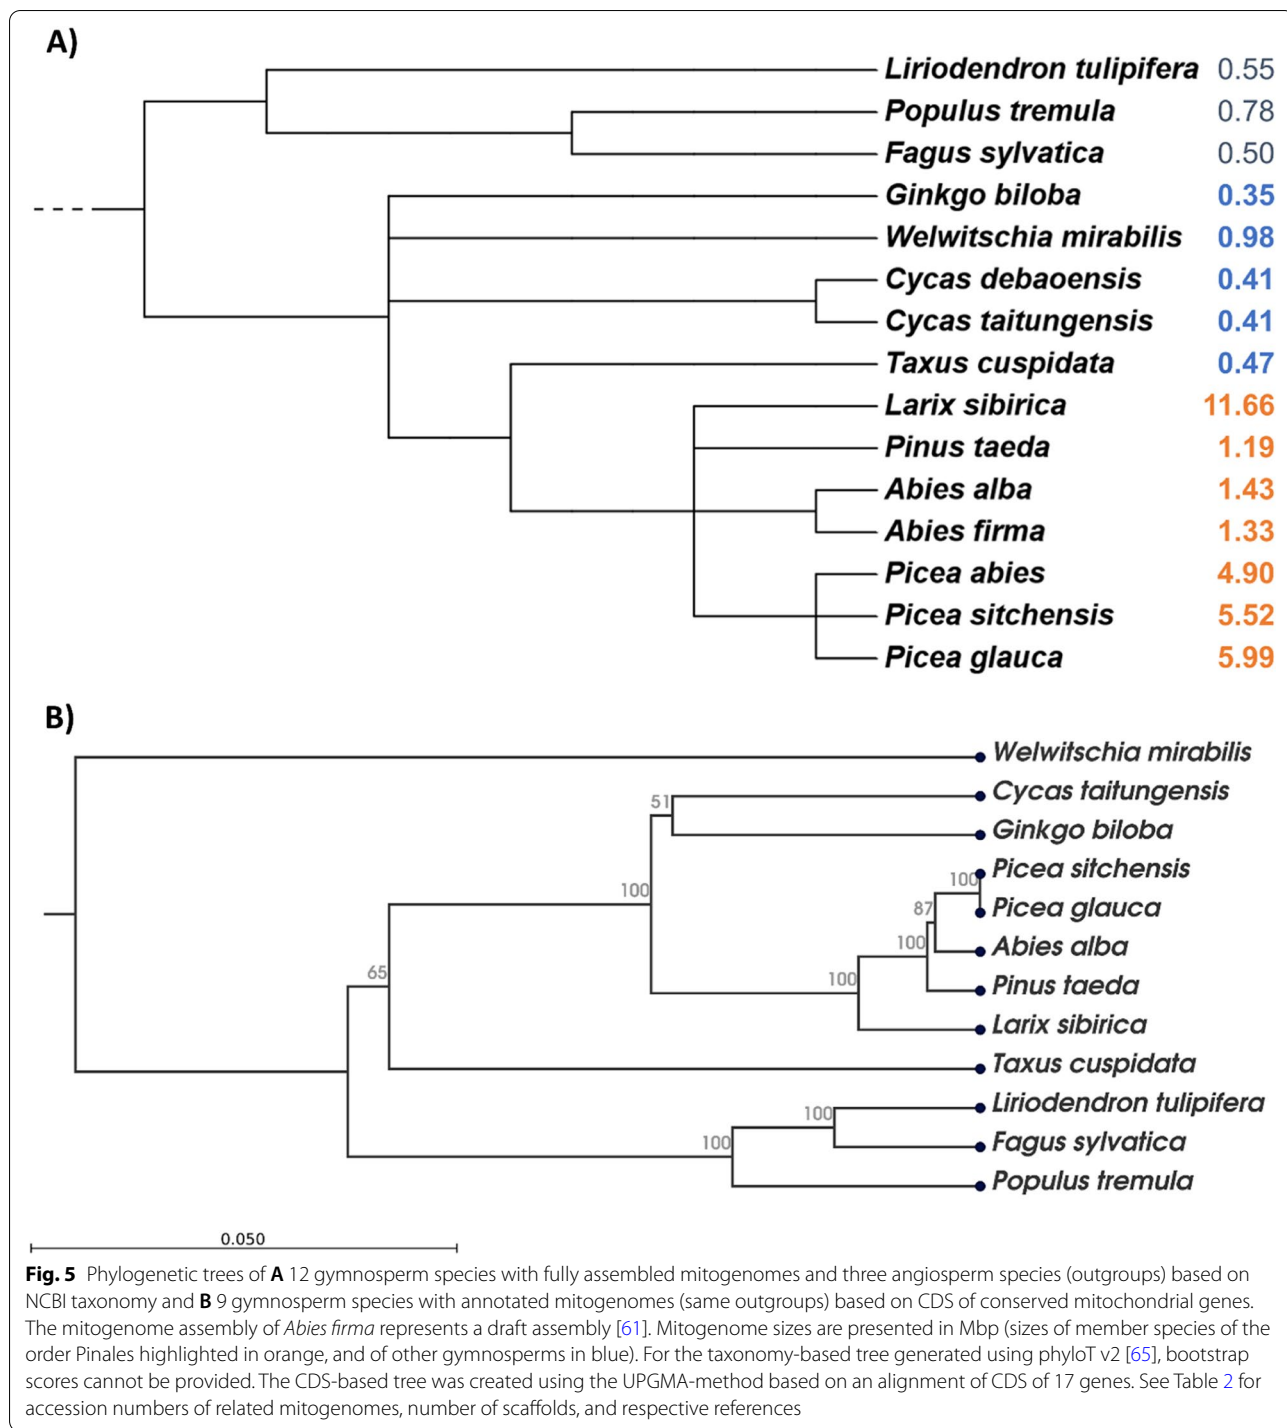 A)
Liriodendron tulipifera 0.55
Populus tremula 0.78
Fagus sylvatica 0.50
Ginkgo biloba 0.35
Welwitschia mirabilis 0.98
Cycas debaoensis 0.41
Cycas taitungensis 0.41
Taxus cuspidata 0.47
Larix sibirica 11.66
Pinus taeda 1.19
Abies alba 1.43
Abies firma 1.33
Picea abies 4.90
Picea sitchensis 5.52
Picea glauca 5.99
B)
Welwitschia mirabilis
51 Cycas taitungensis
Ginkgo biloba
100 100 Picea sitchensis
87 Picea glauca
100 Abies alba
65 100 Pinus taeda
Larix sibirica
Taxus cuspidata
100 Liriodendron tulipifera
100 Fagus sylvatica
Populus tremula
0.050
Fig. 5 Phylogenetic trees of A 12 gymnosperm species with fully assembled mitogenomes and three angiosperm species (outgroups) based on
NCBI taxonomy and B 9 gymnosperm species with annotated mitogenomes (same outgroups) based on CDS of conserved mitochondrial genes.
The mitogenome assembly of Abies firma represents a draft assembly [61]. Mitogenome sizes are presented in Mbp (sizes of member species of the
order Pinales highlighted in orange, and of other gymnosperms in blue). For the taxonomy-based tree generated using phyloT v2 [65], bootstrap
scores cannot be provided. The CDS-based tree was created using the UPGMA-method based on an alignment of CDS of 17 genes. See Table 2 for
accession numbers of related mitogenomes, number of scaffolds, and respective references